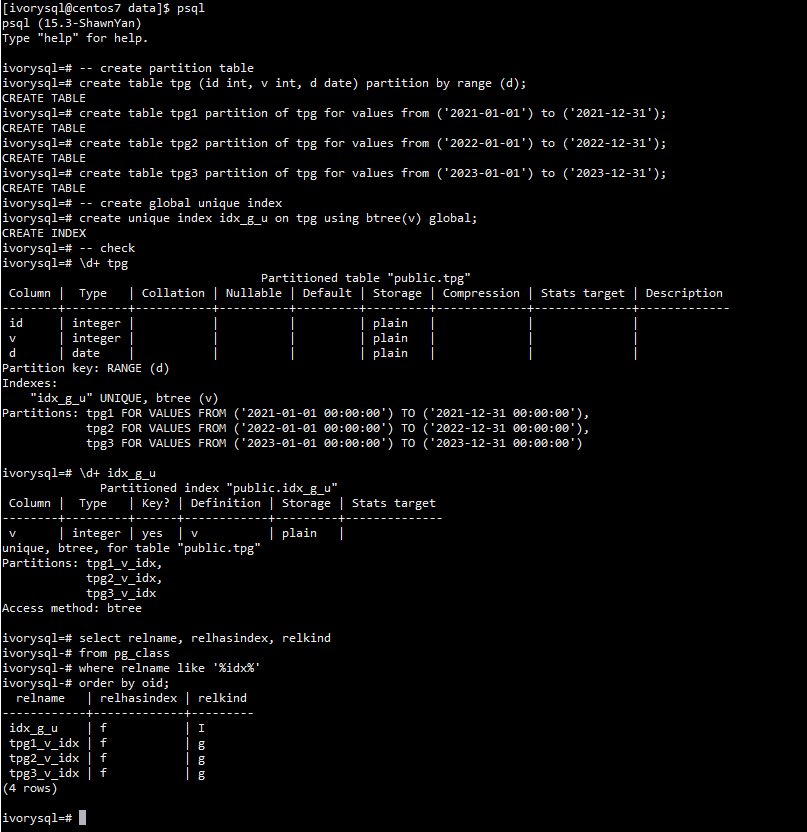 [ivorysql@centos7 data]$ psql
psql (15.3-ShawnYan)
Type "help" for help.

ivorysql=# -- create partition table
ivorysql=# create table tpg (id int, v int, d date) partition by range (d);
CREATE TABLE
ivorysql=# create table tpg1 partition of tpg for values from ('2021-01-01') to ('2021-12-31');
CREATE TABLE
ivorysql=# create table tpg2 partition of tpg for values from ('2022-01-01') to ('2022-12-31');
CREATE TABLE
ivorysql=# create table tpg3 partition of tpg for values from ('2023-01-01') to ('2023-12-31');
CREATE TABLE
ivorysql=# -- create global unique index
ivorysql=# create unique index idx_g_u on tpg using btree(v) global;
CREATE INDEX
ivorysql=# -- check
ivorysql=# \d+ tpg
                                     Partitioned table "public.tpg"
 Column |  Type   | Collation | Nullable | Default | Storage | Compression | Stats target | Description
--------+---------+-----------+----------+---------+---------+-------------+--------------+-------------
 id     | integer |           |          |         | plain   |             |              |
 v      | integer |           |          |         | plain   |             |              |
 d      | date    |           |          |         | plain   |             |              |
Partition key: RANGE (d)
Indexes:
    "idx_g_u" UNIQUE, btree (v)
Partitions: tpg1 FOR VALUES FROM ('2021-01-01 00:00:00') TO ('2021-12-31 00:00:00'),
            tpg2 FOR VALUES FROM ('2022-01-01 00:00:00') TO ('2022-12-31 00:00:00'),
            tpg3 FOR VALUES FROM ('2023-01-01 00:00:00') TO ('2023-12-31 00:00:00')

ivorysql=# \d+ idx_g_u
              Partitioned index "public.idx_g_u"
 Column |  Type   | Key? | Definition | Storage | Stats target
--------+---------+------+------------+---------+--------------
 v      | integer | yes  | v          | plain   |
unique, btree, for table "public.tpg"
Partitions: tpg1_v_idx,
            tpg2_v_idx,
            tpg3_v_idx
Access method: btree

ivorysql=# select relname, relhasindex, relkind
ivorysql-# from pg_class
ivorysql-# where relname like '%idx%'
ivorysql-# order by oid;
  relname   | relhasindex | relkind
------------+-------------+---------
 idx_g_u    | f           | I
 tpg1_v_idx | f           | g
 tpg2_v_idx | f           | g
 tpg3_v_idx | f           | g
(4 rows)

ivorysql=#